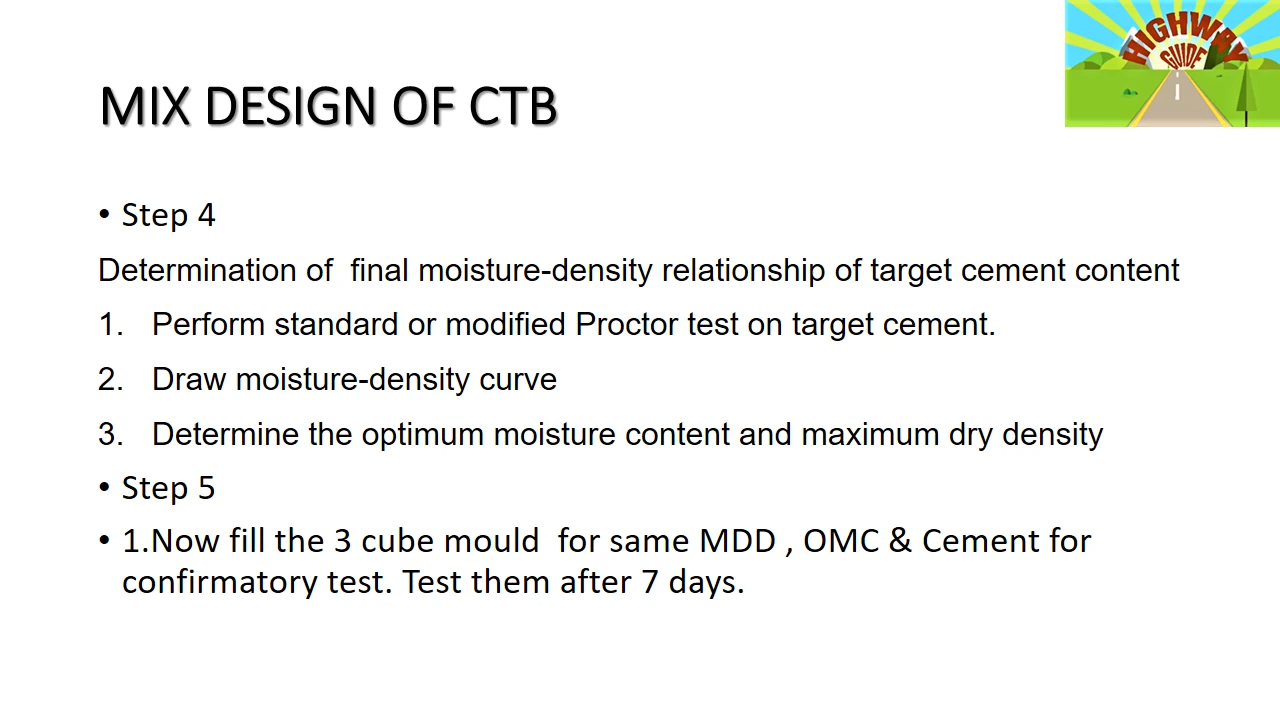 HIGHWAY
GUIDE
MIX DESIGN OF CTB
• Step 4
Determination of  final moisture-density relationship of target cement content
1. Perform standard or modified Proctor test on target cement.
2. Draw moisture-density curve
3. Determine the optimum moisture content and maximum dry density
• Step 5
• 1.Now fill the 3 cube mould  for same MDD , OMC & Cement for
confirmatory test. Test them after 7 days.